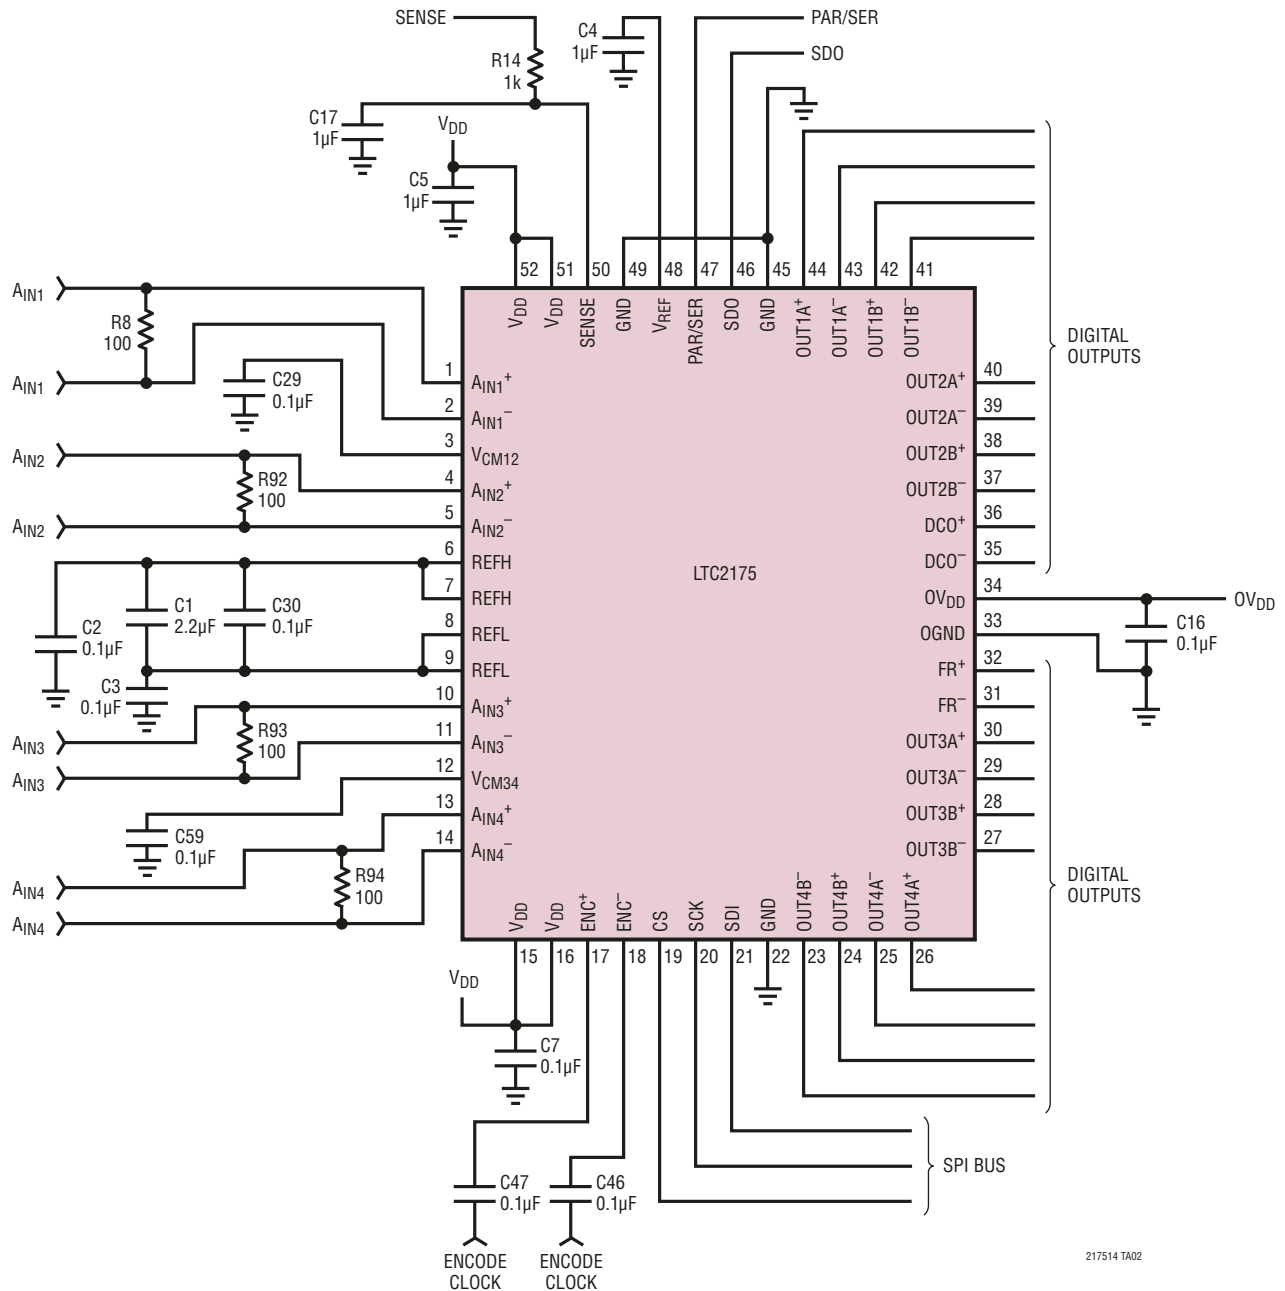 SENSE
PAR/SER
C4
1µF
SDO
R14
1k
C17
1µF
VDD
C5
1µF
52 51 50 49 48 47 46 45 44 43 42 41
VDD VDD SENSE GND VREF PAR/SER SDO GND OUT1A+ OUT1A– OUT1B+ OUT1B–
DIGITAL
OUTPUTS
AIN1
R8
100
AIN1
C29
0.1µF
AIN2
R92
100
AIN2
C2
0.1µF
C1
2.2µF
C30
0.1µF
C3
0.1µF
AIN3
R93
100
AIN3
C59
0.1µF
AIN4
R94
100
AIN4
1 AIN1+
2 AIN1–
3 VCM12
4 AIN2+
5 AIN2–
6 REFH
7 REFH
8 REFL
9 REFL
10 AIN3+
11 AIN3–
12 VCM34
13 AIN4+
14 AIN4–
LTC2175
OUT2A+ 40
OUT2A– 39
OUT2B+ 38
OUT2B– 37
DCO+ 36
DCO– 35
OVDD 34
OGND 33
FR+ 32
FR– 31
OUT3A+ 30
OUT3A– 29
OUT3B+ 28
OUT3B– 27
OVDD
C16
0.1µF
DIGITAL
OUTPUTS
VDD VDD ENC+ ENC– CS SCK SDI GND OUT4B– OUT4B+ OUT4A– OUT4A+
15 16 17 18 19 20 21 22 23 24 25 26
VDD
C7
0.1µF
C47
0.1µF
C46
0.1µF
SPI BUS
ENCODE
CLOCK
ENCODE
CLOCK
217514 TA02